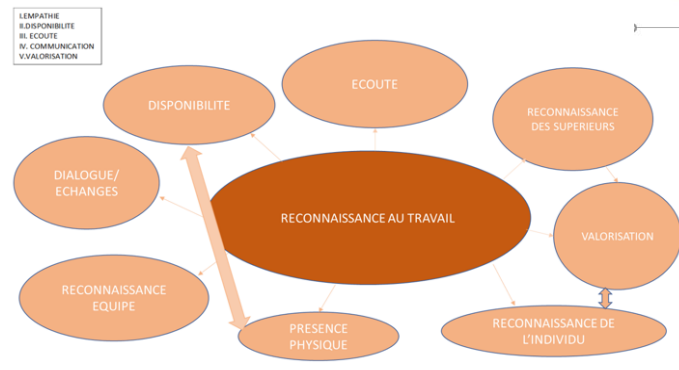 I.EMPATHIE
II.DISPONIBILITE
III. ECOUTE
IV. COMMUNICATION
V.VALORISATION
ECOUTE
DISPONIBILITE
RECONNAISSANCE
DES SUPERIEURS
DIALOGUE/
ECHANGES
RECONNAISSANCE AU TRAVAIL
VALORISATION
RECONNAISSANCE
EQUIPE
PRESENCE
PHYSIQUE
RECONNAISSANCE DE
L'INDIVIDU